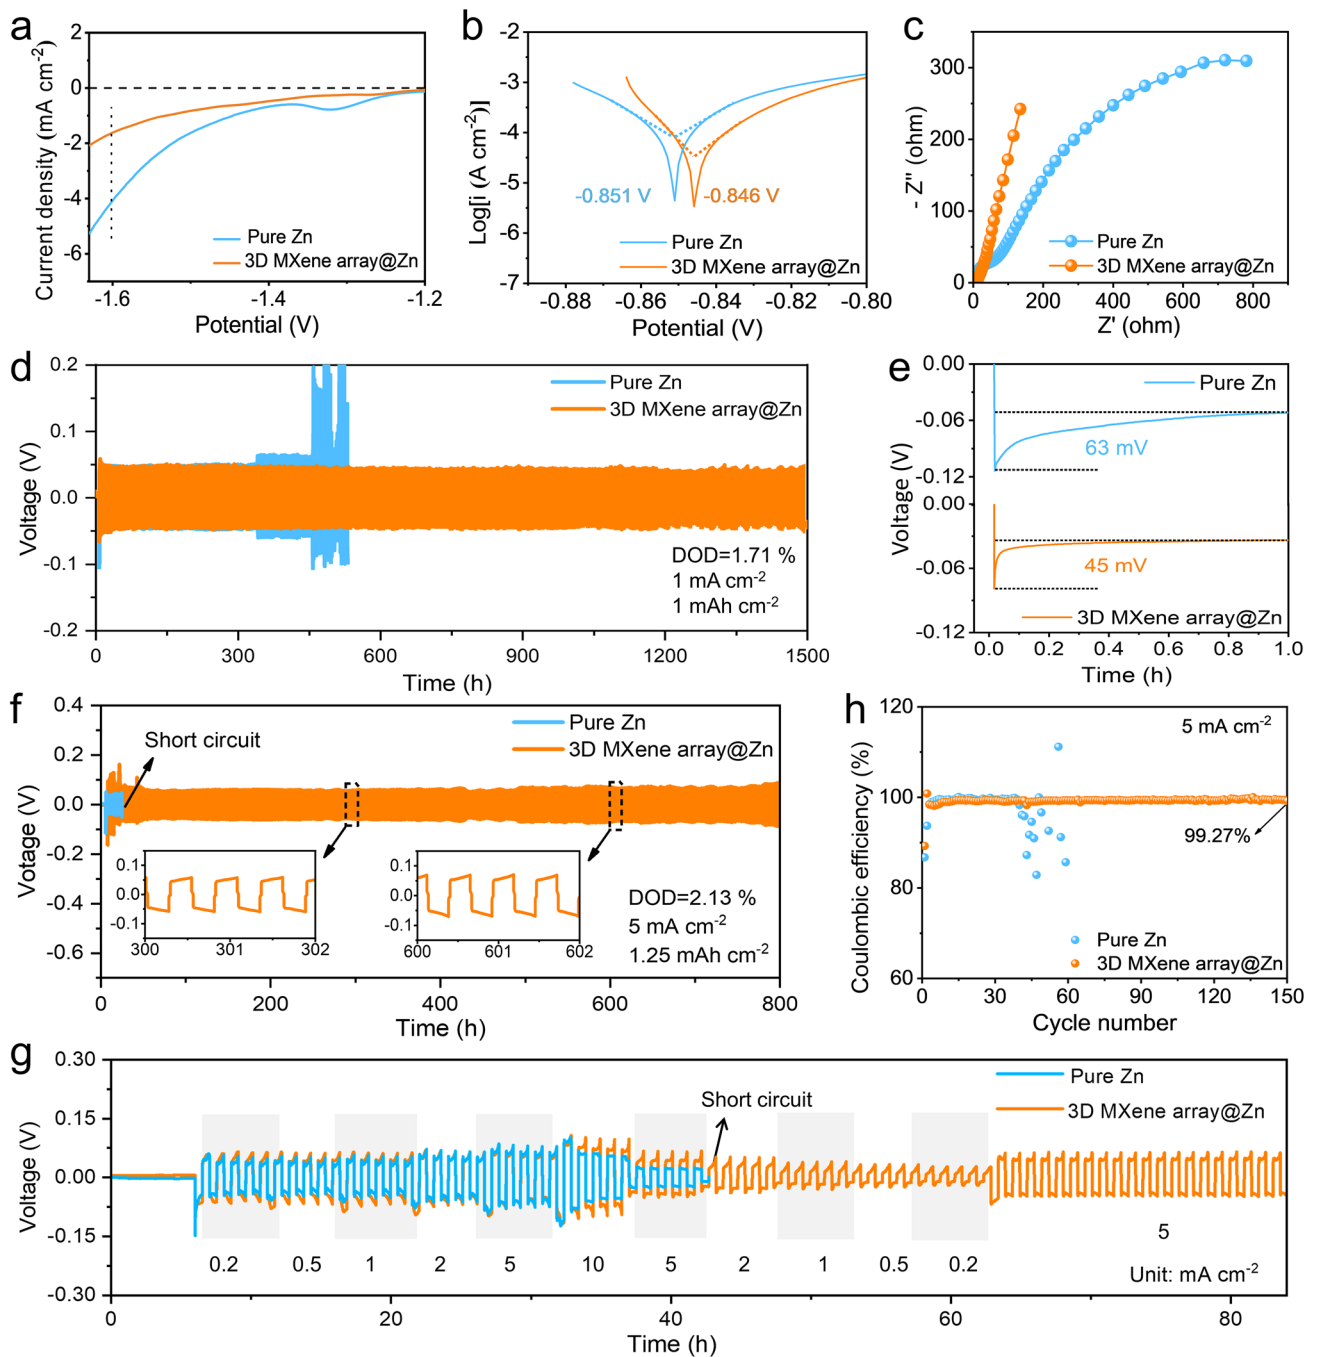 a
0
-2
-4
-6
Current density (mA cm-2)
Pure Zn
3D MXene array@Zn
-1.6
-1.4
-1.2
Potential (V)
b
-2
-3
-4
-5
-6
-7
Log[i (A cm-2)]
-0.851 V
-0.846 V
Pure Zn
3D MXene array@Zn
-0.88
-0.86
-0.84
-0.82
-0.80
Potential (V)
c
300
200
100
0
- Z'' (ohm)
Pure Zn
3D MXene array@Zn
0
200
400
600
800
Z' (ohm)
d
0.2
0.1
0.0
-0.1
-0.2
Voltage (V)
Pure Zn
3D MXene array@Zn
DOD=1.71 %
1 mA cm-2
1 mAh cm-2
0
300
600
900
1200
1500
Time (h)
e
0.00
-0.06
-0.12
0.00
-0.06
-0.12
Voltage (V)
Pure Zn
63 mV
45 mV
3D MXene array@Zn
0.0
0.2
0.4
0.6
0.8
1.0
Time (h)
f
0.4
0.2
0.0
-0.2
-0.4
-0.6
Votage (V)
Short circuit
Pure Zn
3D MXene array@Zn
0.1
0.0
-0.1
300
301
302
0.1
0.0
-0.1
600
601
602
DOD=2.13 %
5 mA cm-2
1.25 mAh cm-2
0
200
400
600
800
Time (h)
h
120
100
80
60
Coulombic efficiency (%)
5 mA cm-2
99.27%
Pure Zn
3D MXene array@Zn
0
30
60
90
120
150
Cycle number
g
0.30
0.15
0.00
-0.15
-0.30
Voltage (V)
Pure Zn
3D MXene array@Zn
Short circuit
0.2
0.5
1
2
5
10
5
2
1
0.5
0.2
5
Unit: mA cm-2
0
20
40
60
80
Time (h)